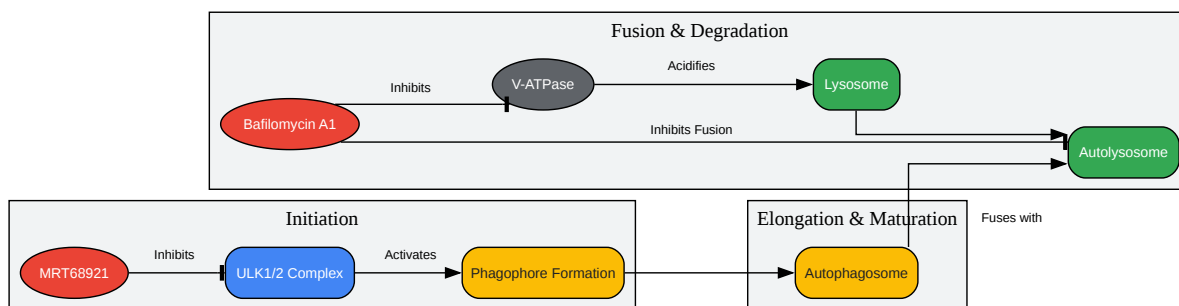 Fusion & Degradation
Acidifies
V-ATPase
Lysosome
Inhibits
Bafilomycin A1
Inhibits Fusion
Autolysosome
Initiation
Elongation & Maturation
Fuses with
Inhibits
Activates
MRT68921
ULK1/2 Complex
Phagophore Formation
Autophagosome